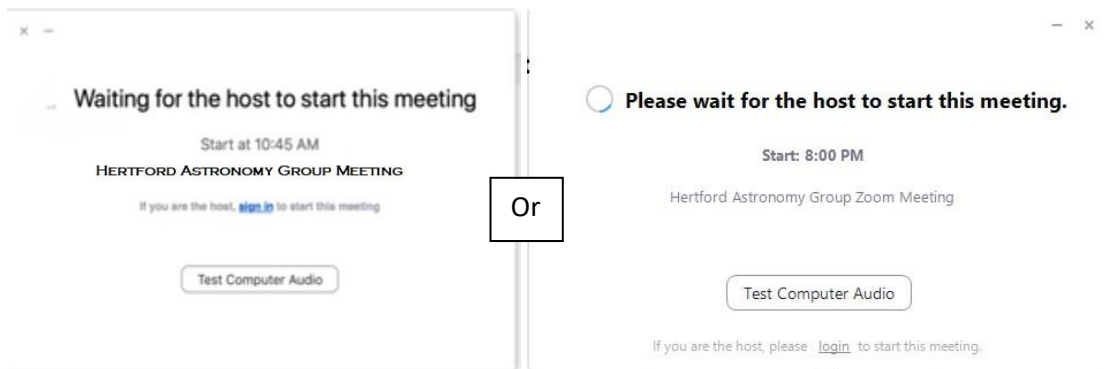 Waiting for the host to start this meeting
Start at 10:45 AM
HERTFORD ASTRONOMY GROUP MEETING
If you are the host, sign in to start this meeting
Test Computer Audio
Or
Please wait for the host to start this meeting.
Start: 8:00 PM
Hertford Astronomy Group Zoom Meeting
Test Computer Audio
If you are the host, please login to start this meeting.